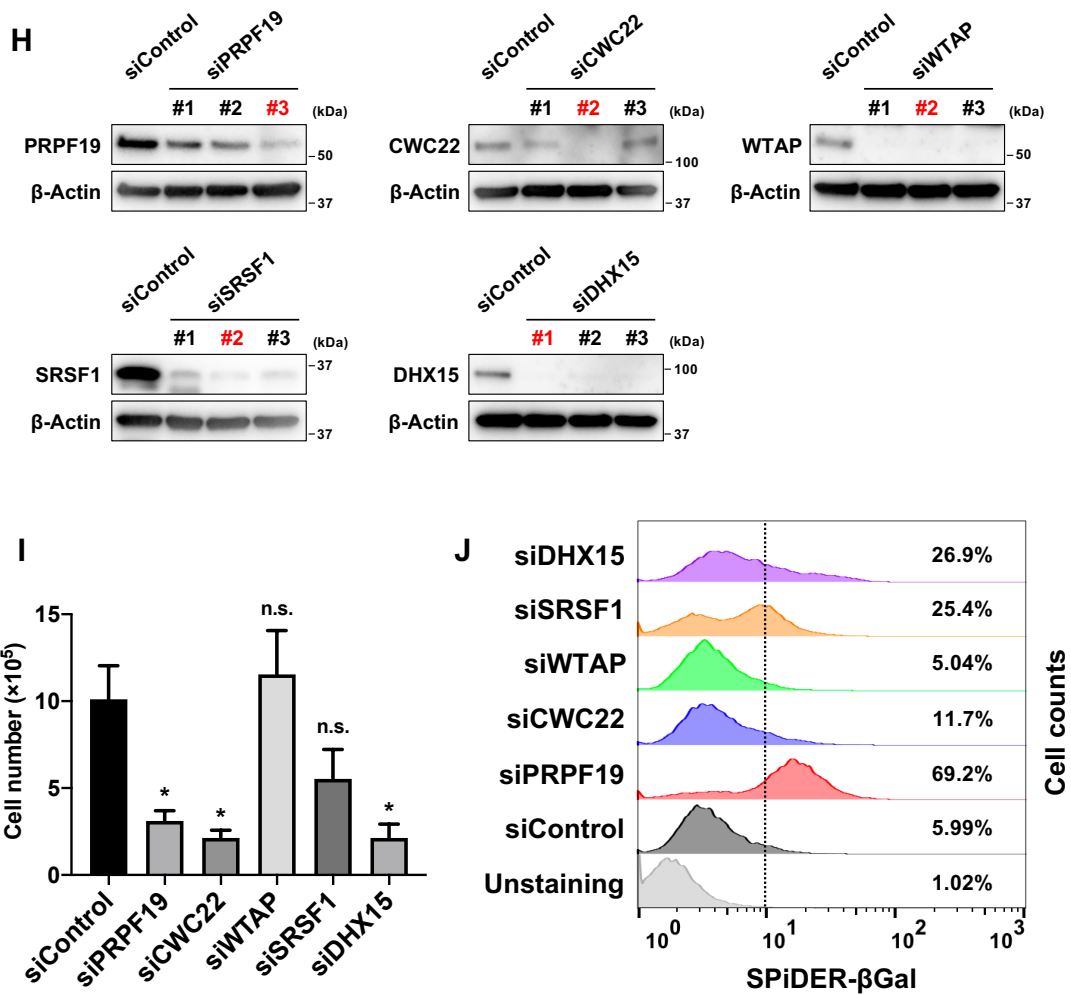 H
siControl siPRPF19
#1 #2 #3 (kDa)
PRPF19
50
β-Actin
37
siControl siCWC22
#1 #2 #3 (kDa)
CWC22
100
β-Actin
37
siControl siWTAP
#1 #2 #3 (kDa)
WTAP
50
β-Actin
37
siControl siSRSF1
#1 #2 #3 (kDa)
SRSF1
37
β-Actin
37
siControl siDHX15
#1 #2 #3 (kDa)
DHX15
100
β-Actin
37
I
Cell number (×10⁵)
15
10
5
0
* * n.s. n.s. *
siControl siPRPF19 siCWC22 siWTAP siSRSF1 siDHX15
J
siDHX15 26.9%
siSRSF1 25.4%
siWTAP 5.04%
siCWC22 11.7%
siPRPF19 69.2%
siControl 5.99%
Unstaining 1.02%
Cell counts
10⁰ 10¹ 10² 10³
SPiDER-βGal